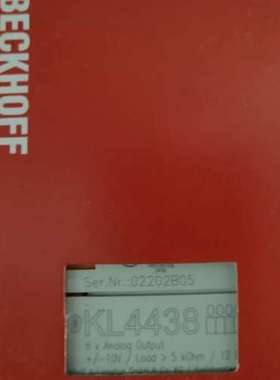 BECKHOFF
Ser.Nr.:02202B05
KL4438
8 x Analog Output
+/-10V / Load > 5 kOhm / 12